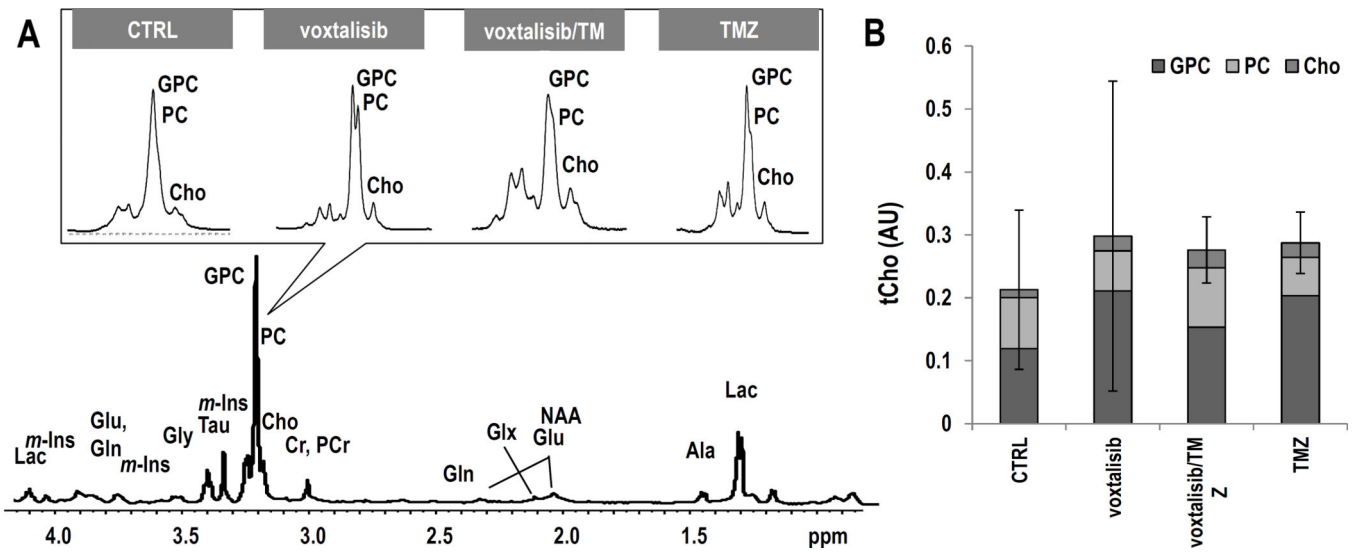 A
CTRL
voxtalisib
voxtalisib/TM
TMZ
GPC
PC
Cho
GPC
PC
Cho
GPC
PC
Cho
GPC
PC
Cho
GPC
PC
Cho
Lac
m-Ins
Glu,
Gln
m-Ins
Gly
m-Ins
Tau
Cr, PCr
Gln
Glx
NAA
Glu
Ala
Lac
4.0 3.5 3.0 2.5 2.0 1.5 ppm
B
GPC PC Cho
tCho (AU)
0.6
0.5
0.4
0.3
0.2
0.1
0
CTRL
voxtalisib
voxtalisib/TM
Z
TMZ